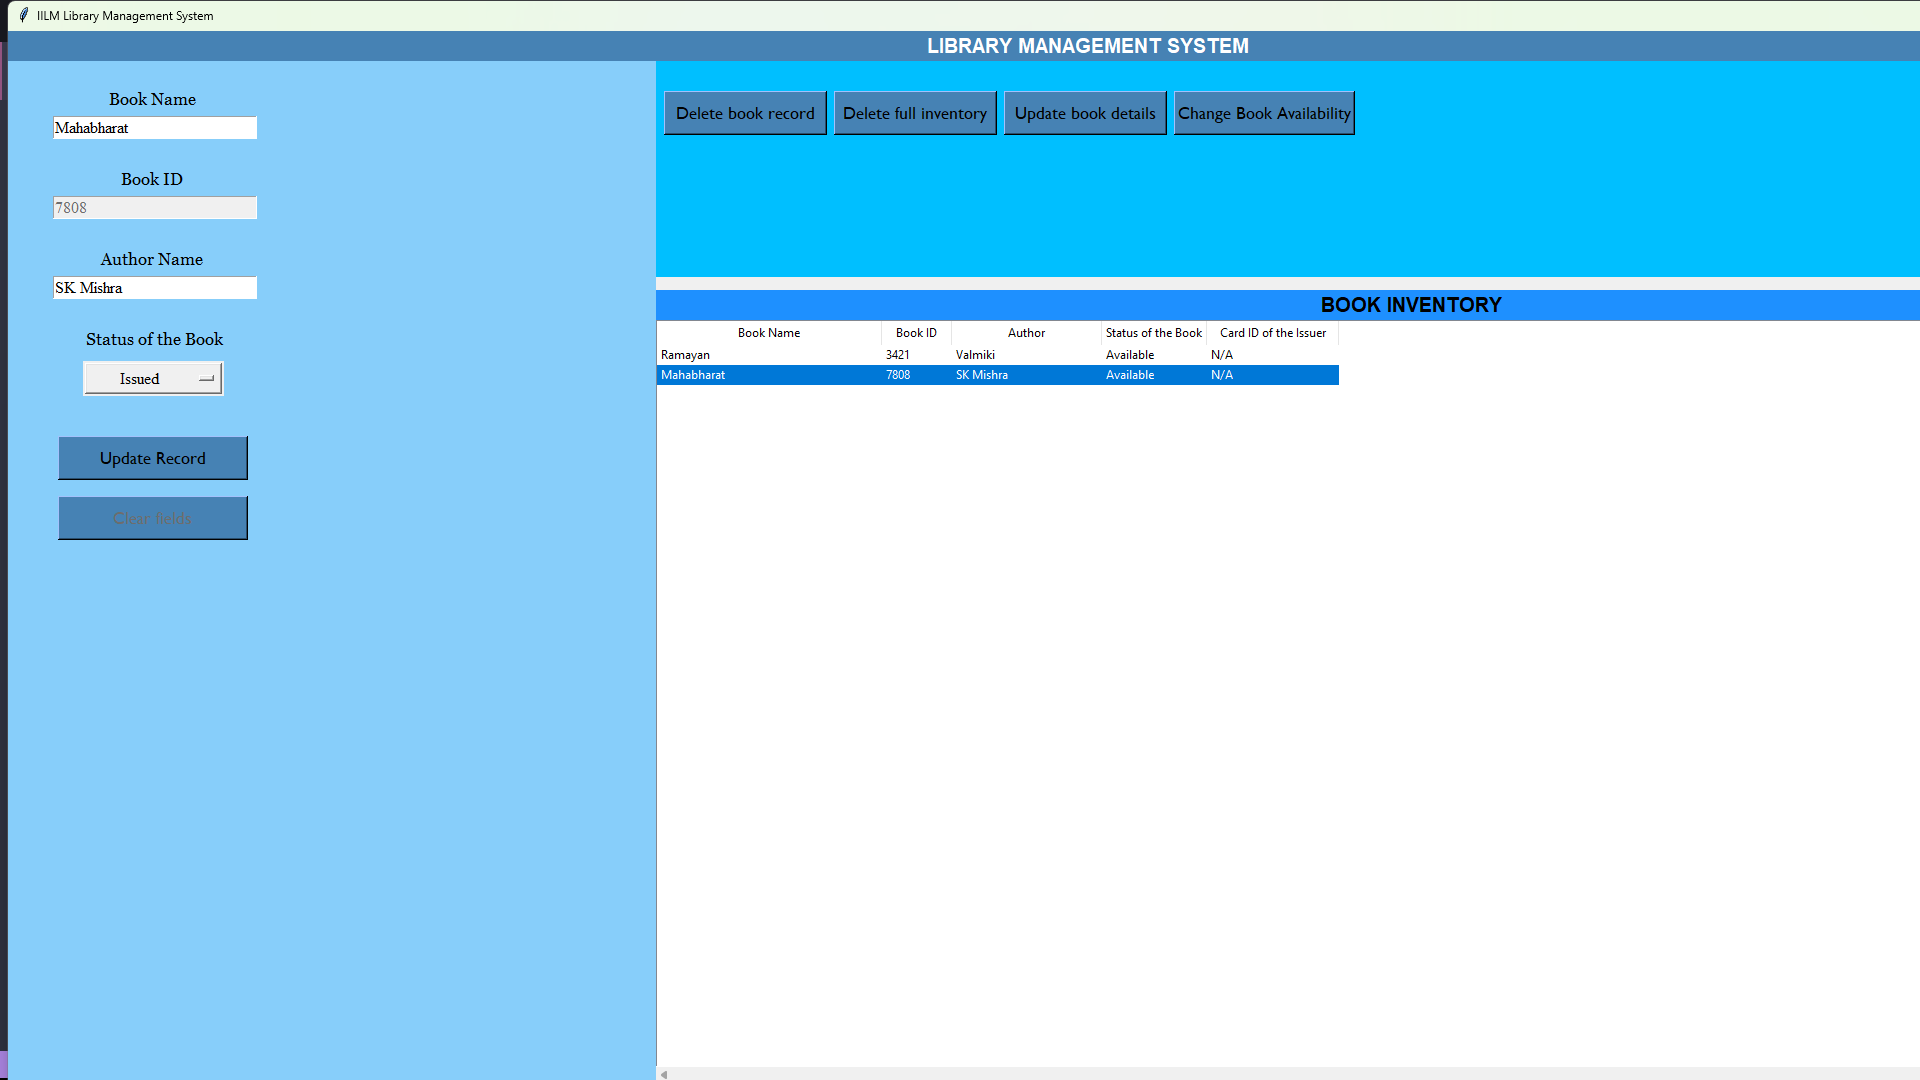 IILM Library Management System
LIBRARY MANAGEMENT SYSTEM
Book Name
Mahabharat
Book ID
7808
Author Name
SK Mishra
Status of the Book
Issued
Update Record
Clear fields
Delete book record Delete full inventory Update book details Change Book Availability
BOOK INVENTORY
Book Name Book ID Author Status of the Book Card ID of the Issuer
Ramayan 3421 Valmiki Available N/A
Mahabharat 7808 SK Mishra Available N/A